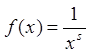 f(x) = 1/x^s